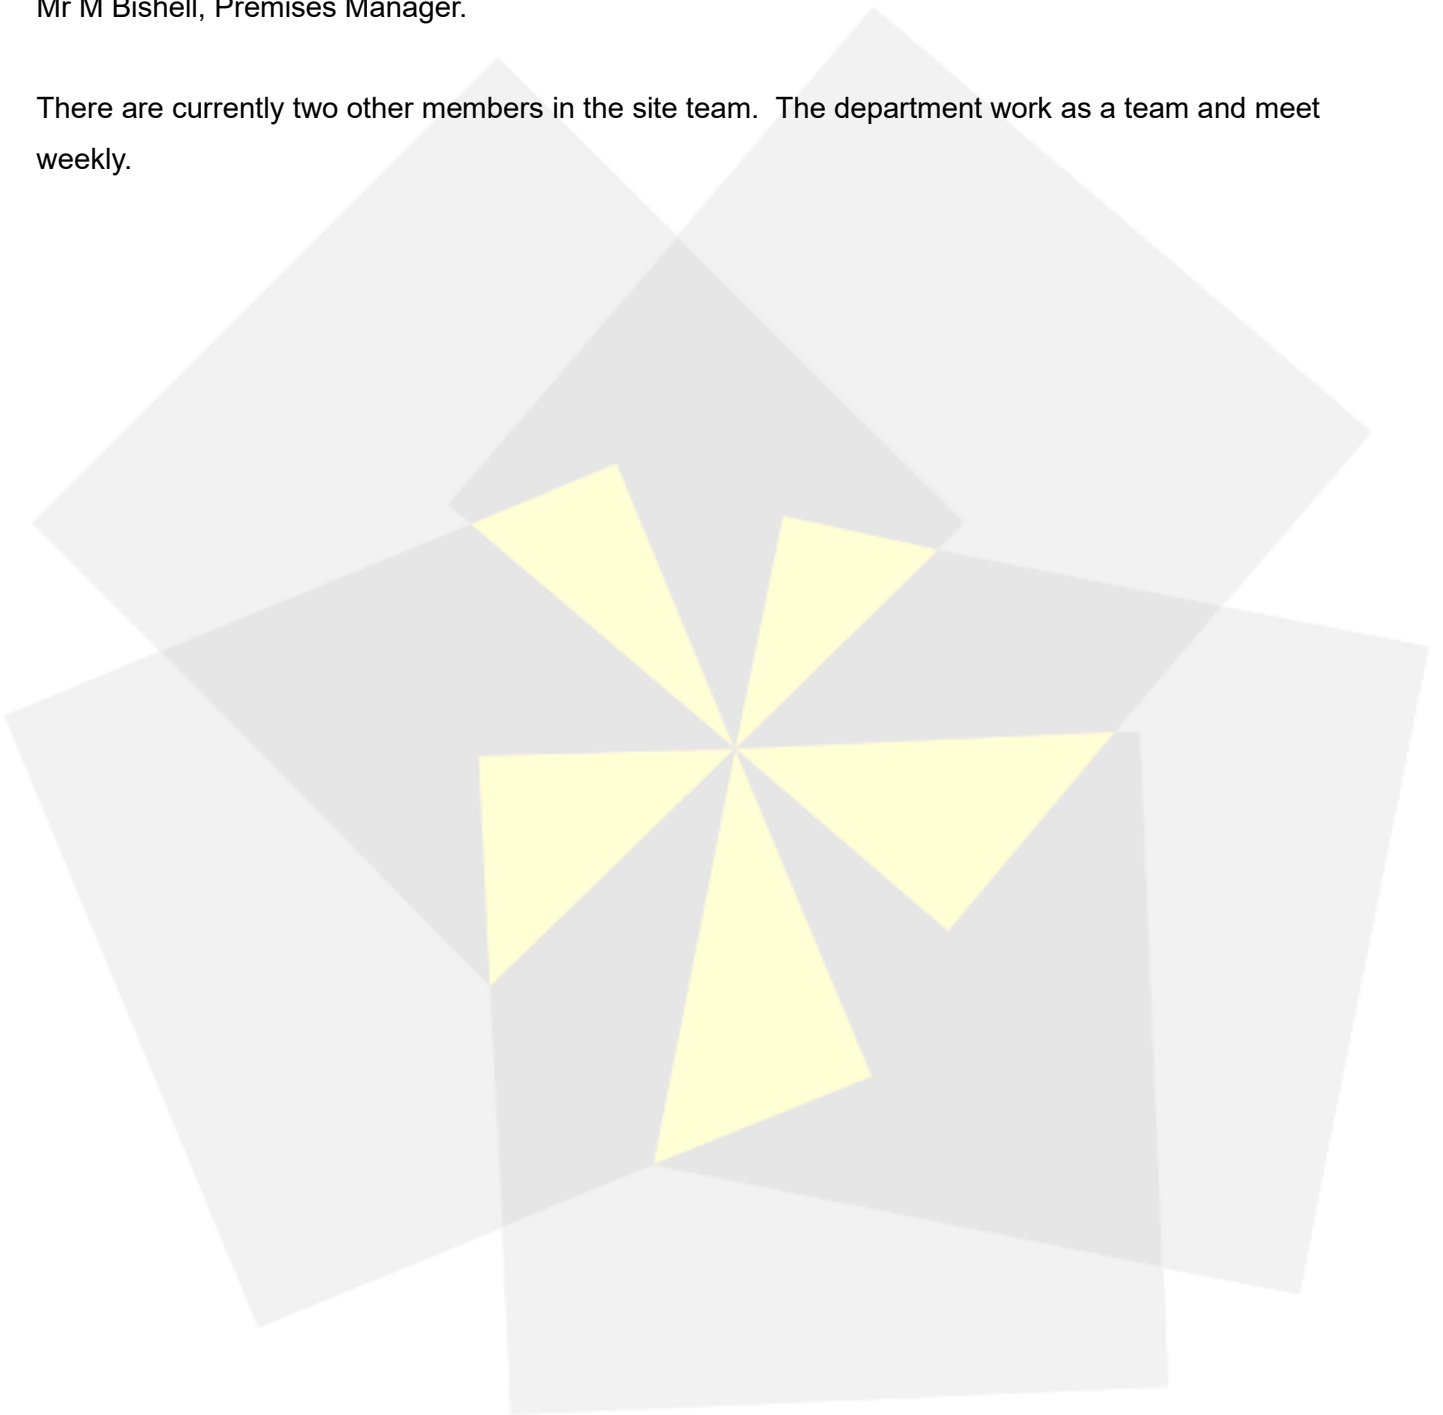 Mr M Bishell, Premises Manager.
There are currently two other members in the site team.  The department work as a team and meet
weekly.